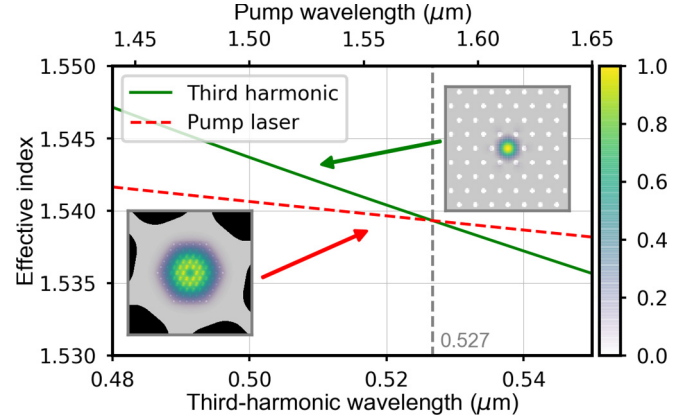 Pump wavelength (μm)
1.45 1.50 1.55 1.60 1.65
1.550
1.545
1.540
1.535
1.530
Effective index
Third harmonic
Pump laser
0.527
1.0
0.8
0.6
0.4
0.2
0.0
0.48 0.50 0.52 0.54
Third-harmonic wavelength (μm)